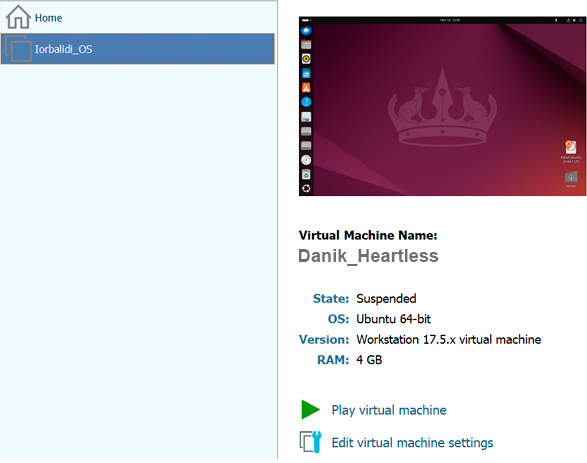 Home
Iorbalidi_OS
Virtual Machine Name:
Danik_Heartless
State: Suspended
OS: Ubuntu 64-bit
Version: Workstation 17.5.x virtual machine
RAM: 4 GB
Play virtual machine
Edit virtual machine settings